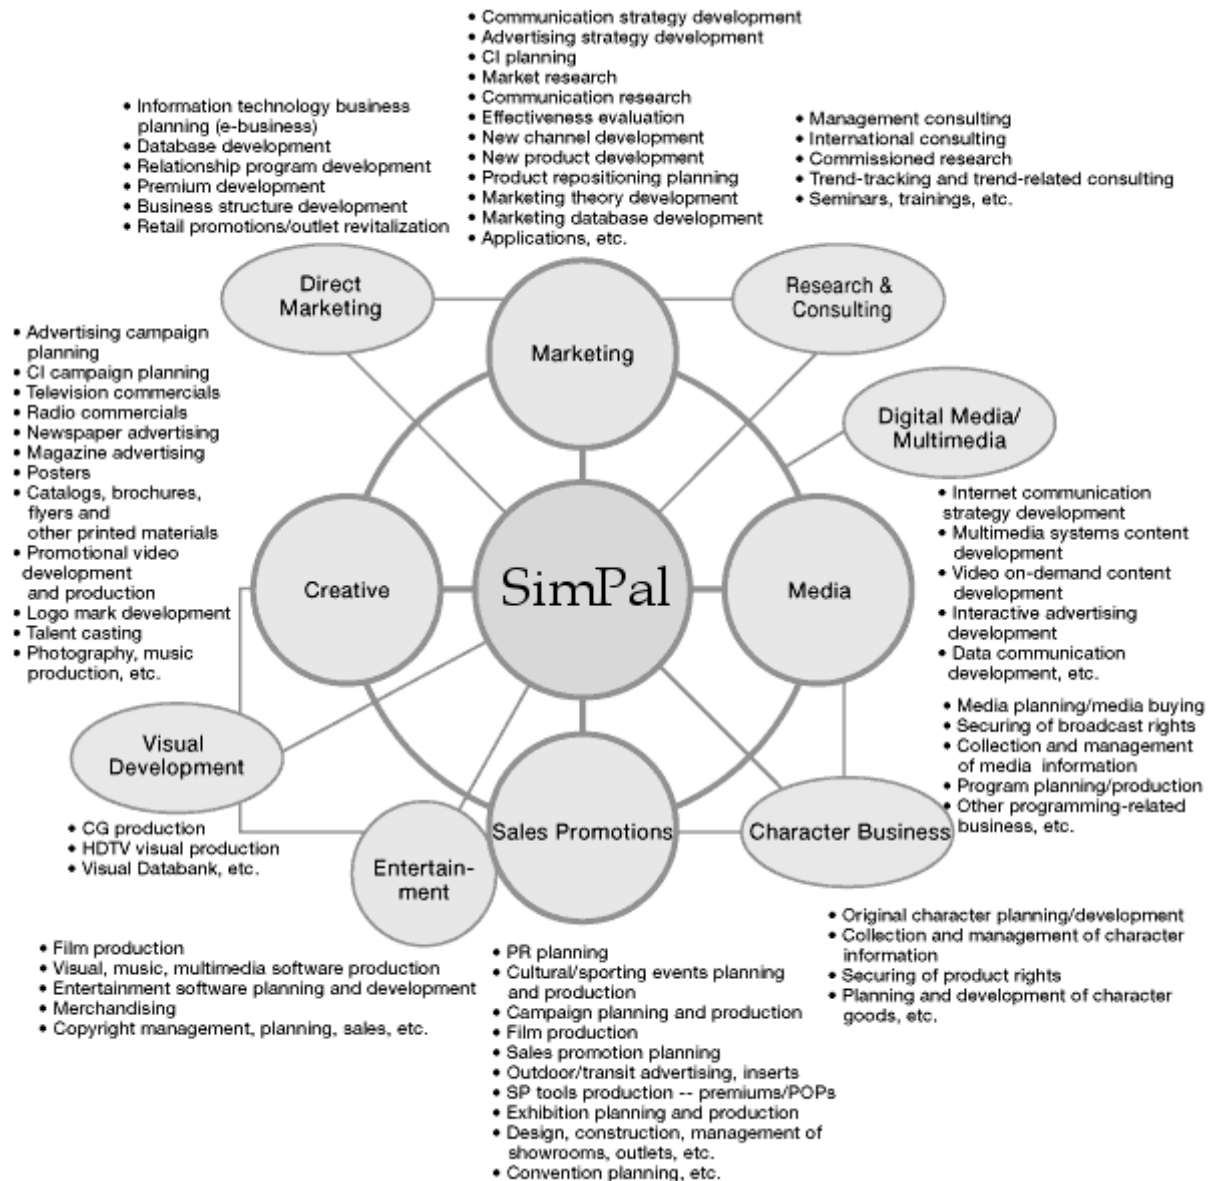 • Communication strategy development
• Advertising strategy development
• CI planning
• Market research
• Communication research
• Effectiveness evaluation
• New channel development
• New product development
• Product repositioning planning
• Marketing theory development
• Marketing database development
• Applications, etc.
• Information technology business
planning (e-business)
• Database development
• Relationship program development
• Premium development
• Business structure development
• Retail promotions/outlet revitalization
• Management consulting
• International consulting
• Commissioned research
• Trend-tracking and trend-related consulting
• Seminars, trainings, etc.
Direct
Marketing
Marketing
Research &
Consulting
• Advertising campaign
planning
• CI campaign planning
• Television commercials
• Radio commercials
• Newspaper advertising
• Magazine advertising
• Posters
• Catalogs, brochures,
flyers and
other printed materials
• Promotional video
development
and production
• Logo mark development
• Talent casting
• Photography, music
production, etc.
Digital Media/
Multimedia
Creative
SimPal
Media
• Internet communication
strategy development
• Multimedia systems content
development
• Video on-demand content
development
• Interactive advertising
development
• Data communication
development, etc.
• Media planning/media buying
• Securing of broadcast rights
• Collection and management
of media information
• Program planning/production
• Other programming-related
business, etc.
Visual
Development
• CG production
• HDTV visual production
• Visual Databank, etc.
Entertain-
ment
Sales Promotions
Character Business
• Film production
• Visual, music, multimedia software production
• Entertainment software planning and development
• Merchandising
• Copyright management, planning, sales, etc.
• PR planning
• Cultural/sporting events planning
and production
• Campaign planning and production
• Film production
• Sales promotion planning
• Outdoor/transit advertising, inserts
• SP tools production -- premiums/POPs
• Exhibition planning and production
• Design, construction, management of
showrooms, outlets, etc.
• Convention planning, etc.
• Original character planning/development
• Collection and management of character
information
• Securing of product rights
• Planning and development of character
goods, etc.